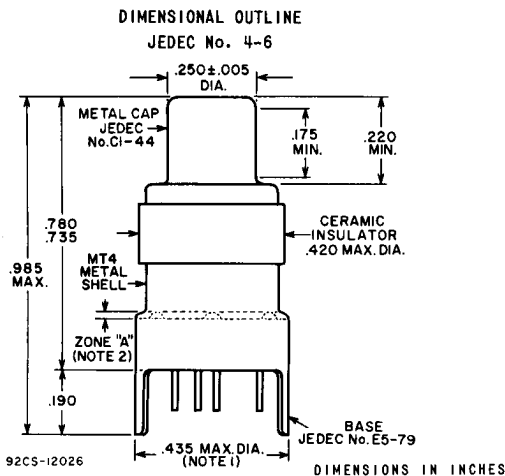 DIMENSIONAL OUTLINE
JEDEC No. 4-6
.250±.005
DIA.
METAL CAP
JEDEC
No.C1-44
.175
MIN.
.220
MIN.
.780
.735
CERAMIC
INSULATOR
.420 MAX. DIA.
.985
MAX.
MT4
METAL
SHELL
ZONE "A"
(NOTE 2)
.190
BASE
JEDEC No. E5-79
.435 MAX. DIA.
(NOTE 1)
92CS-12026
DIMENSIONS IN INCHES